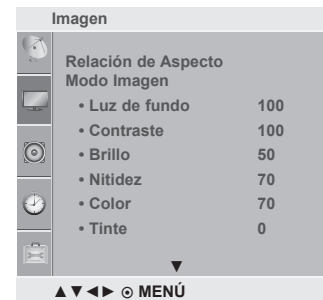 Imagen
Relación de Aspecto
Modo Imagen
• Luz de fundo 100
• Contraste 100
• Brillo 50
• Nitidez 70
• Color 70
• Tinte 0
▼
▲▼◄► ⊙ MENÚ